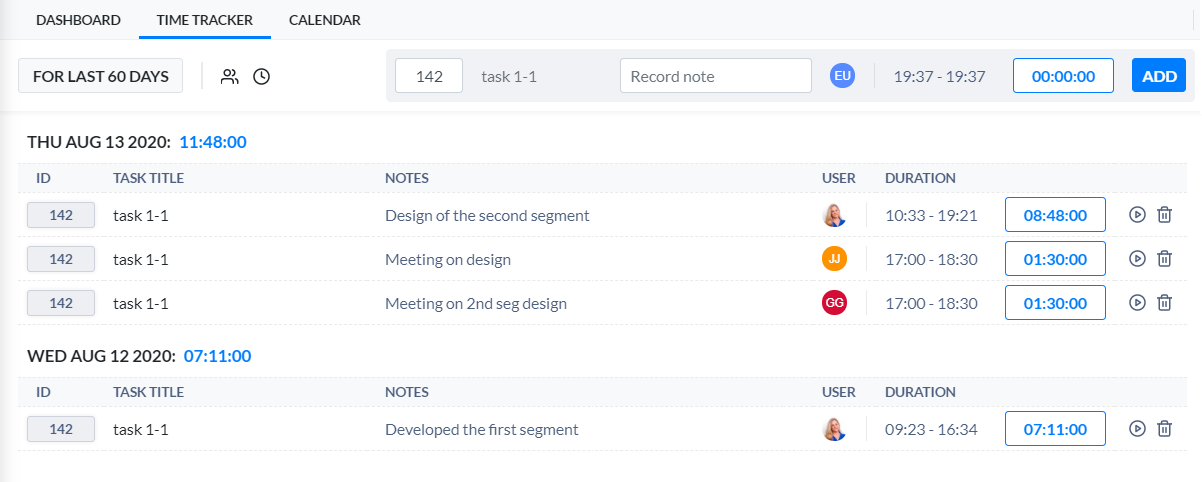 DASHBOARD TIME TRACKER CALENDAR
FOR LAST 60 DAYS 142 task 1-1 Record note EU 19:37 - 19:37 00:00:00 ADD
THU AUG 13 2020: 11:48:00
ID TASK TITLE NOTES USER DURATION
142 task 1-1 Design of the second segment 10:33 - 19:21 08:48:00
142 task 1-1 Meeting on design JJ 17:00 - 18:30 01:30:00
142 task 1-1 Meeting on 2nd seg design GG 17:00 - 18:30 01:30:00
WED AUG 12 2020: 07:11:00
ID TASK TITLE NOTES USER DURATION
142 task 1-1 Developed the first segment 09:23 - 16:34 07:11:00